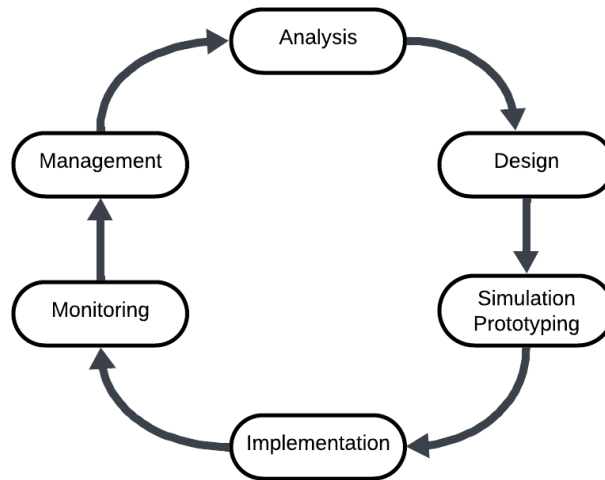 Analysis
Design
Simulation
Prototyping
Implementation
Monitoring
Management